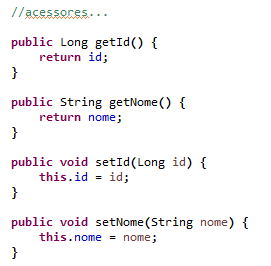 //acessores...
public Long getId() {
    return id;
}
public String getNome() {
    return nome;
}
public void setId(Long id) {
    this.id = id;
}
public void setNome(String nome) {
    this.nome = nome;
}